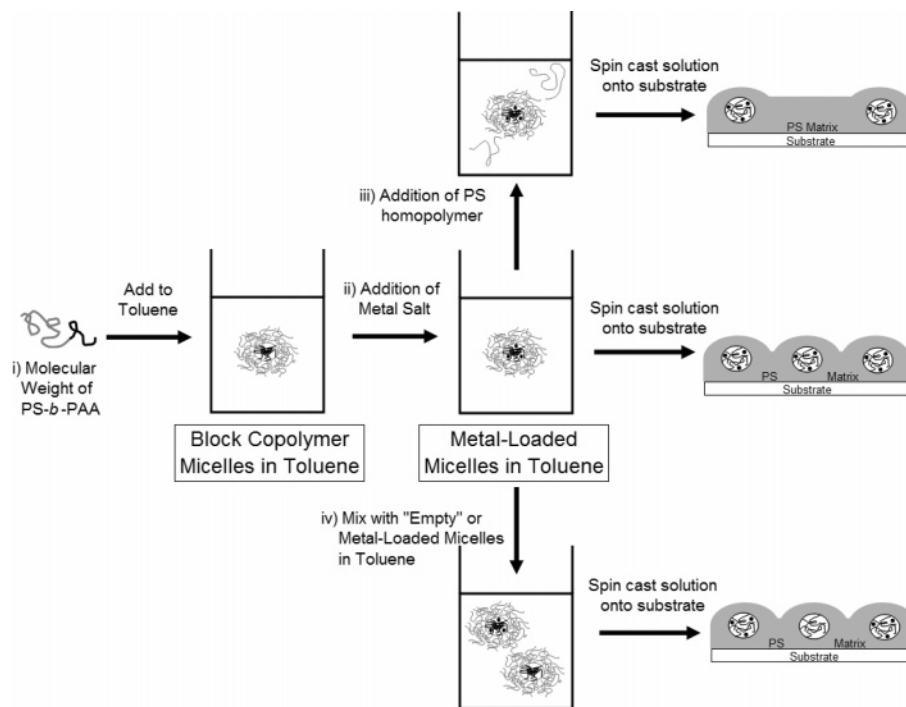 Spin cast solution
onto substrate
PS Matrix
Substrate
iii) Addition of PS
homopolymer
Add to
Toluene
ii) Addition of
Metal Salt
Spin cast solution
onto substrate
i) Molecular
Weight of
PS-b-PAA
PS Matrix
Substrate
Block Copolymer
Micelles in Toluene
Metal-Loaded
Micelles in Toluene
iv) Mix with "Empty" or
Metal-Loaded Micelles
in Toluene
Spin cast solution
onto substrate
PS Matrix
Substrate